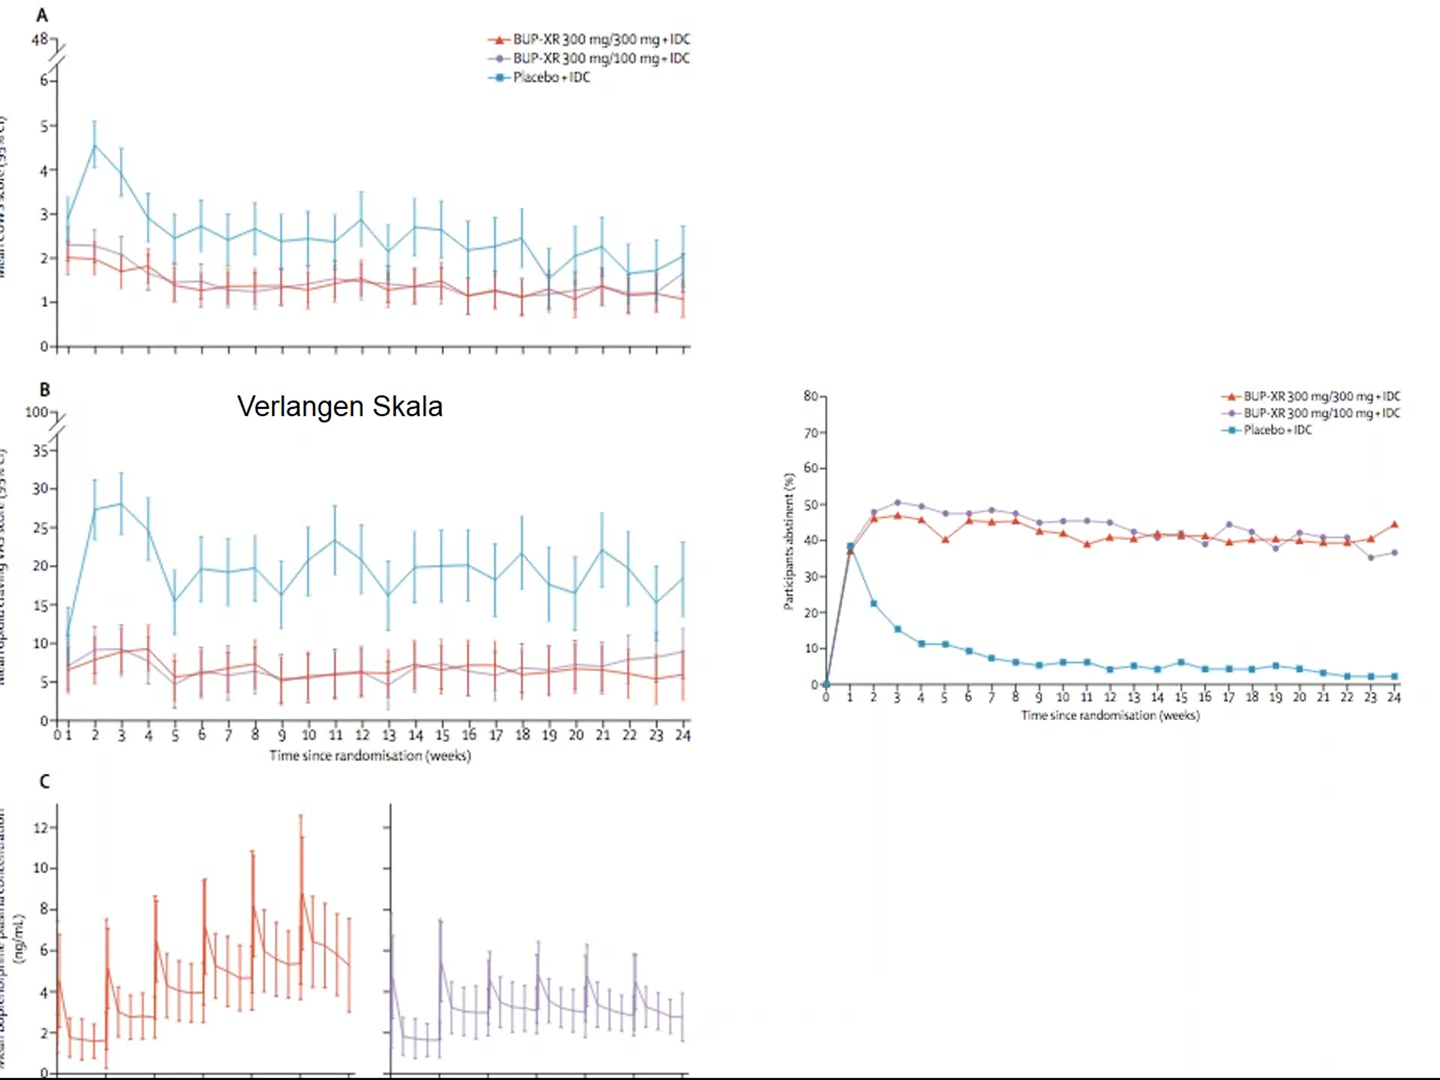 A
48
6
5
4
3
2
1
0
BUP-XR 300 mg/300 mg + IDC
BUP-XR 300 mg/100 mg + IDC
Placebo + IDC
B
Verlangen Skala
100
35
30
25
20
15
10
5
0
0 1 2 3 4 5 6 7 8 9 10 11 12 13 14 15 16 17 18 19 20 21 22 23 24
Time since randomisation (weeks)
80
70
60
50
40
30
20
10
0
Participants abstinent (%)
BUP-XR 300 mg/300 mg + IDC
BUP-XR 300 mg/100 mg + IDC
Placebo + IDC
0 1 2 3 4 5 6 7 8 9 10 11 12 13 14 15 16 17 18 19 20 21 22 23 24
Time since randomisation (weeks)
C
(ng/mL)
12
10
8
6
4
2
0